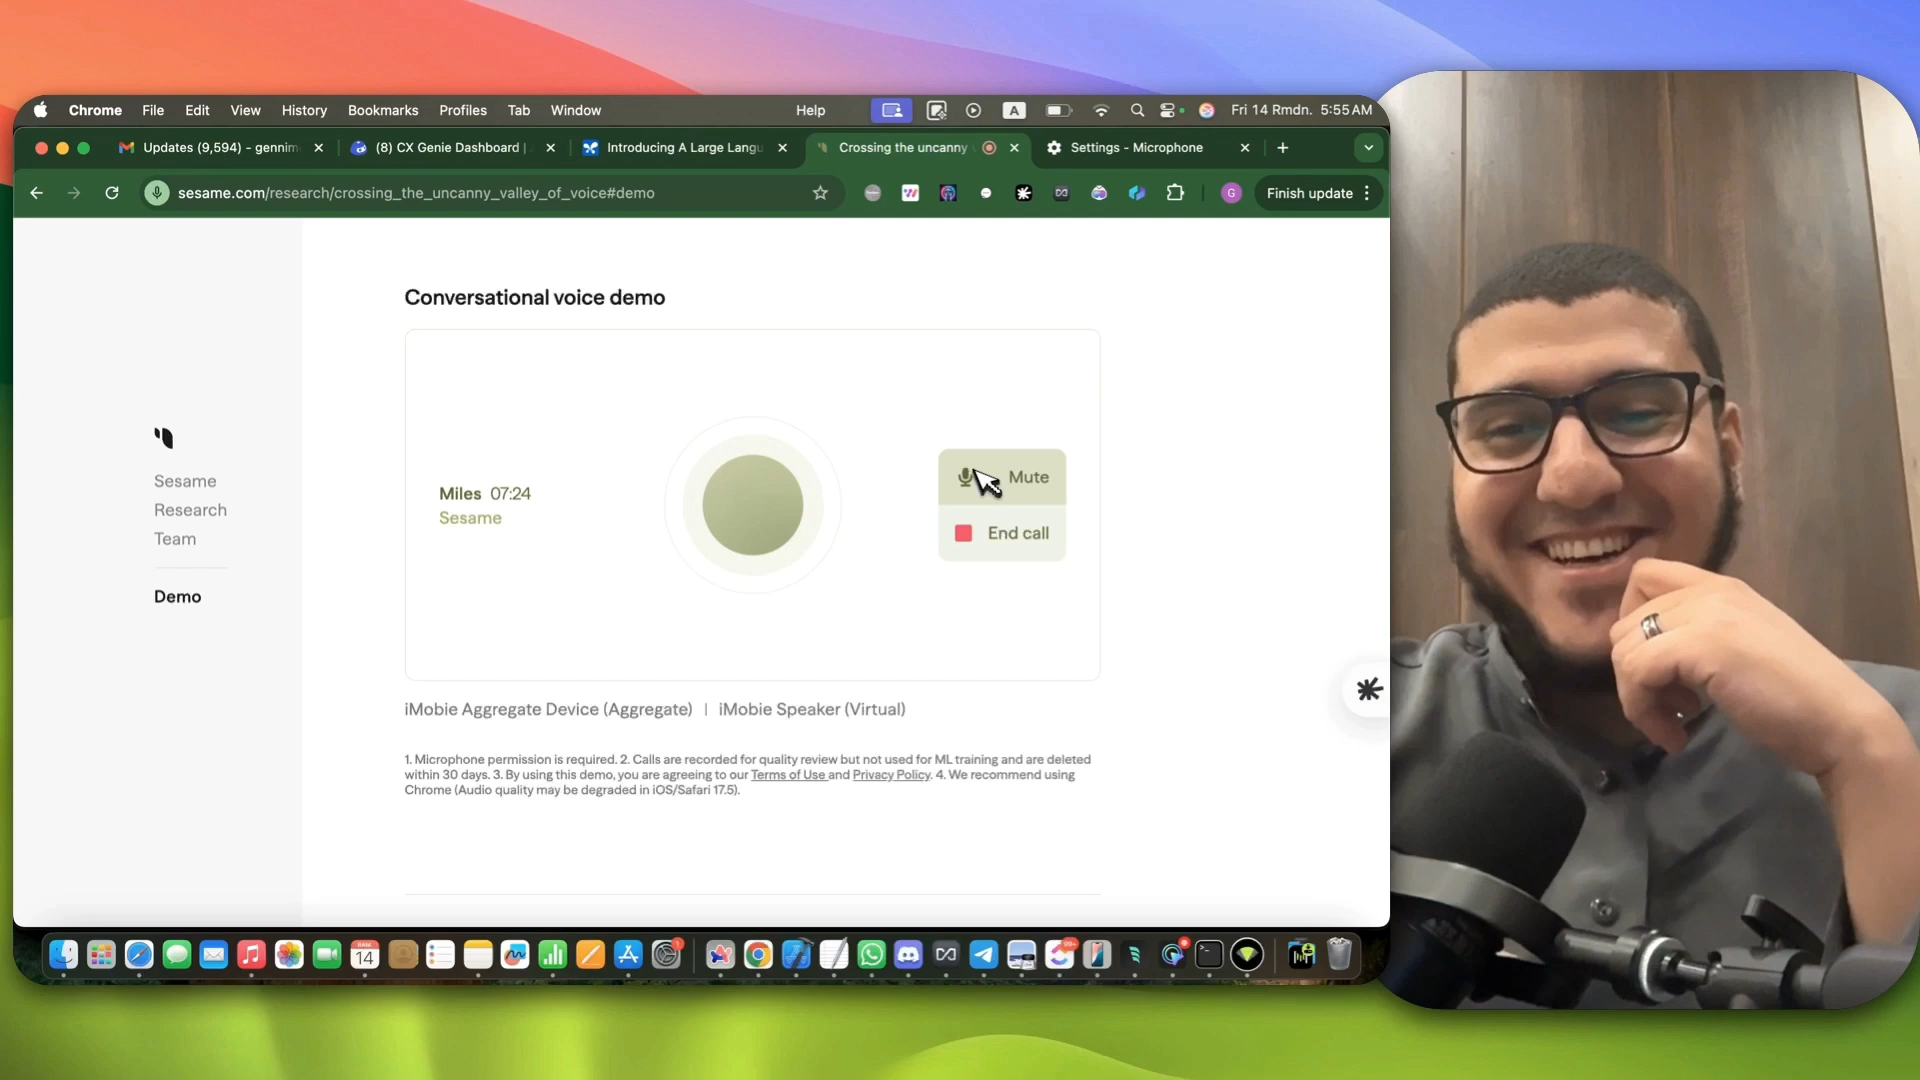 Chrome File Edit View History Bookmarks Profiles Tab Window Help A Fri 14 Rmdn. 5:55 AM
Updates (9,594) - gennim (8) CX Genie Dashboard | Introducing A Large Langu Crossing the uncanny Settings - Microphone
sesame.com/research/crossing_the_uncanny_valley_of_voice#demo G Finish update
Conversational voice demo
Miles 07:24
Sesame
Mute
End call
Sesame
Research
Team
Demo
iMobie Aggregate Device (Aggregate) | iMobie Speaker (Virtual)
1. Microphone permission is required. 2. Calls are recorded for quality review but not used for ML training and are deleted
within 30 days. 3. By using this demo, you are agreeing to our Terms of Use and Privacy Policy. 4. We recommend using
Chrome (Audio quality may be degraded in iOS/Safari 17.5).
14